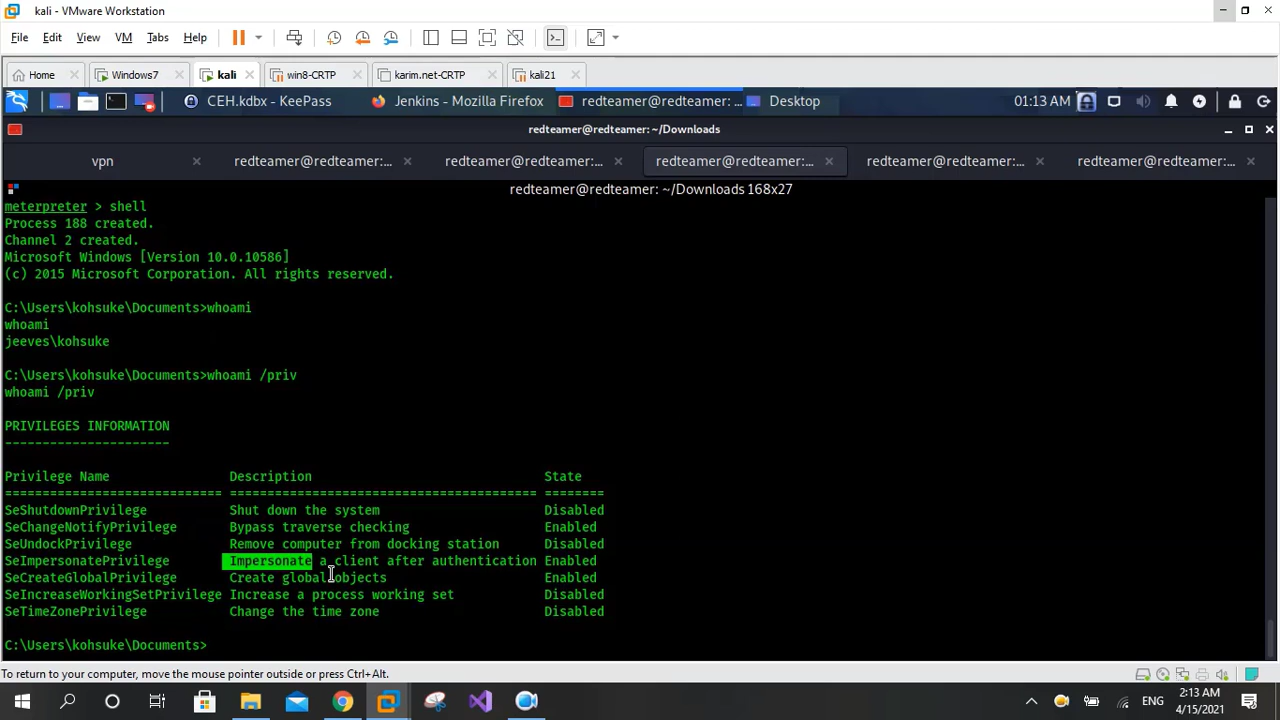 kali - VMware Workstation
File Edit View VM Tabs Help
Home Windows7 kali win8-CRTP karim.net-CRTP kali21
CEH.kdbx - KeePass Jenkins - Mozilla Firefox redteamer@redteamer: ... Desktop 01:13 AM
redteamer@redteamer: ~/Downloads
vpn redteamer@redteamer:... redteamer@redteamer:... redteamer@redteamer:... redteamer@redteamer:... redteamer@redteamer:...
redteamer@redteamer: ~/Downloads 168x27
meterpreter > shell
Process 188 created.
Channel 2 created.
Microsoft Windows [Version 10.0.10586]
(c) 2015 Microsoft Corporation. All rights reserved.
C:\Users\kohsuke\Documents>whoami
whoami
jeeves\kohsuke
C:\Users\kohsuke\Documents>whoami /priv
whoami /priv
PRIVILEGES INFORMATION
----------------------
Privilege Name Description State
============================= ========================================= ========
SeShutdownPrivilege Shut down the system Disabled
SeChangeNotifyPrivilege Bypass traverse checking Enabled
SeUndockPrivilege Remove computer from docking station Disabled
SeImpersonatePrivilege Impersonate a client after authentication Enabled
SeCreateGlobalPrivilege Create global objects Enabled
SeIncreaseWorkingSetPrivilege Increase a process working set Disabled
SeTimeZonePrivilege Change the time zone Disabled
C:\Users\kohsuke\Documents>
To return to your computer, move the mouse pointer outside or press Ctrl+Alt.
ENG 2:13 AM
4/15/2021